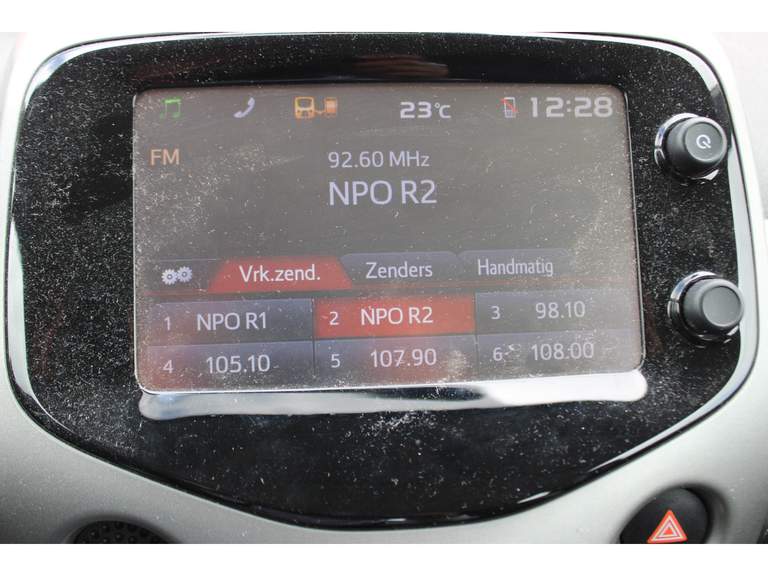 23°C 12:28
FM 92.60 MHz
NPO R2
Vrk.zend. Zenders Handmatig
1 NPO R1 2 NPO R2 3 98.10
4 105.10 5 107.90 6 108.00